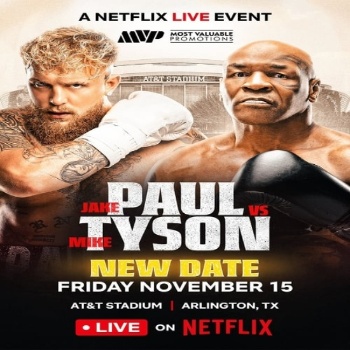 A NETFLIX LIVE EVENT
MVP MOST VALUABLE
PROMOTIONS
AT&T STADIUM
JAKE PAUL VS
MIKE TYSON
NEW DATE
FRIDAY NOVEMBER 15
AT&T STADIUM | ARLINGTON, TX
LIVE ON NETFLIX